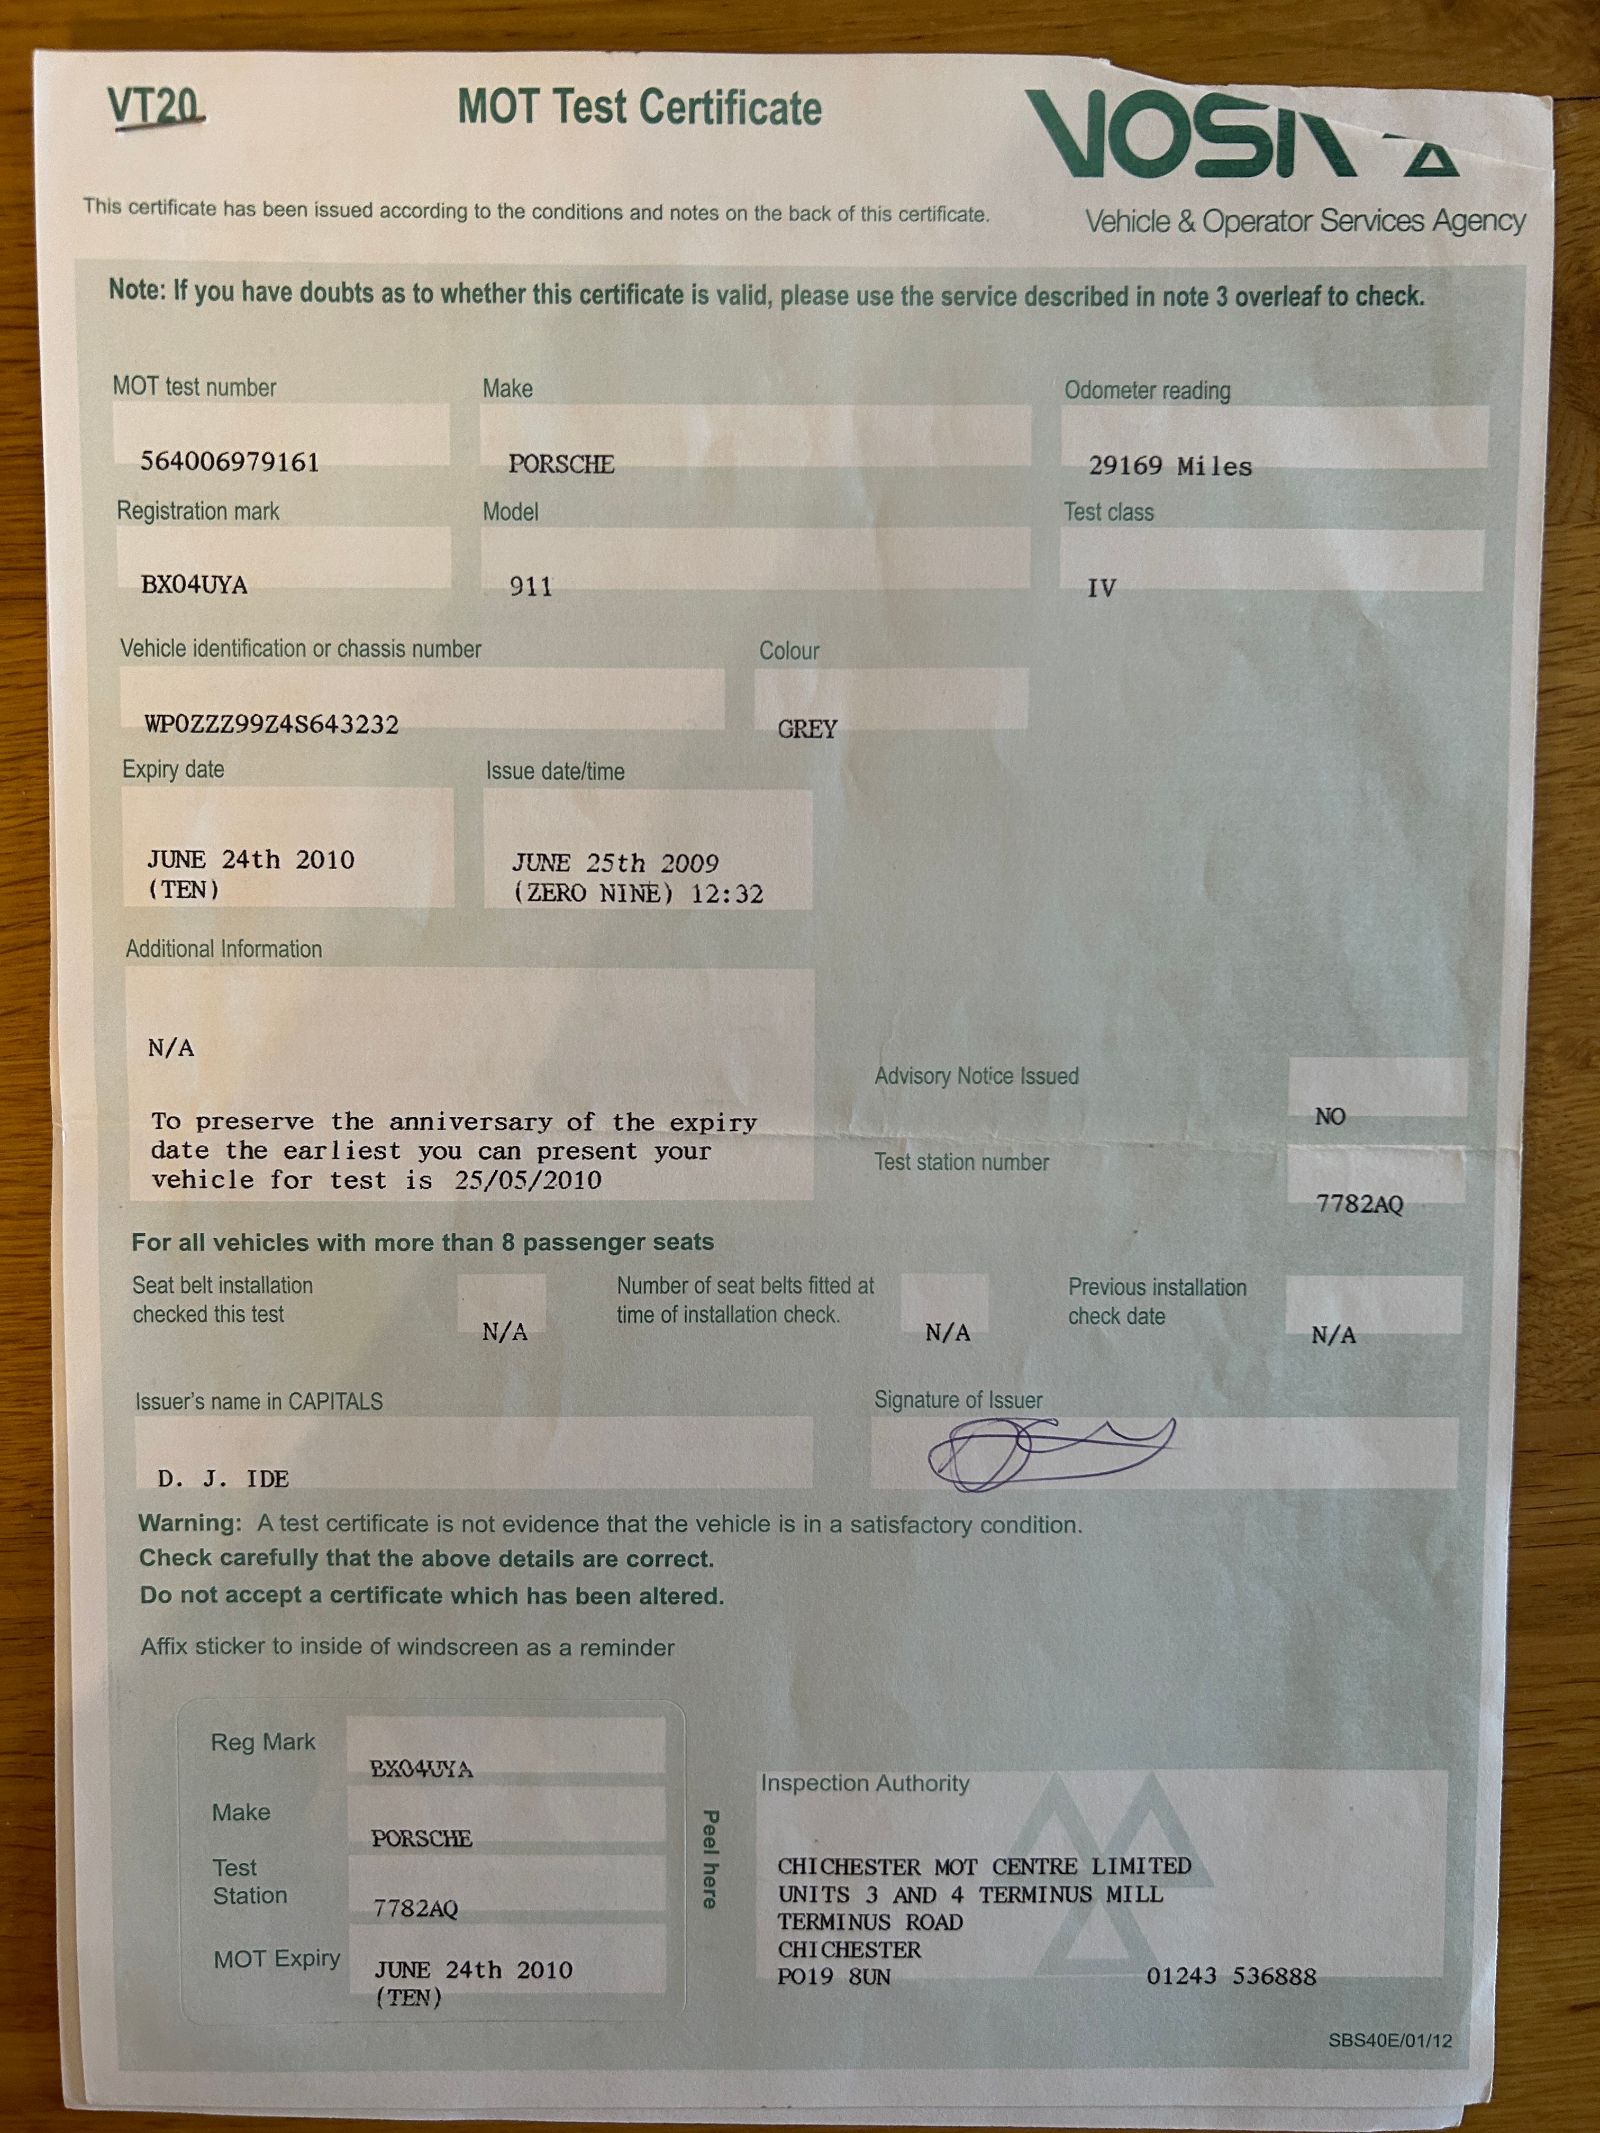 VT20
MOT Test Certificate
VOSA
This certificate has been issued according to the conditions and notes on the back of this certificate.
Vehicle & Operator Services Agency
Note: If you have doubts as to whether this certificate is valid, please use the service described in note 3 overleaf to check.
MOT test number
Make
Odometer reading
564006979161
PORSCHE
29169 Miles
Registration mark
Model
Test class
BX04UYA
911
IV
Vehicle identification or chassis number
Colour
WP0ZZZ99Z4S643232
GREY
Expiry date
Issue date/time
JUNE 24th 2010
(TEN)
JUNE 25th 2009
(ZERO NINE) 12:32
Additional Information
N/A
To preserve the anniversary of the expiry
date the earliest you can present your
vehicle for test is 25/05/2010
Advisory Notice Issued
NO
Test station number
7782AQ
For all vehicles with more than 8 passenger seats
Seat belt installation
checked this test
N/A
Number of seat belts fitted at
time of installation check.
N/A
Previous installation
check date
N/A
Issuer's name in CAPITALS
D. J. IDE
Signature of Issuer
Warning: A test certificate is not evidence that the vehicle is in a satisfactory condition.
Check carefully that the above details are correct.
Do not accept a certificate which has been altered.
Affix sticker to inside of windscreen as a reminder
Reg Mark
BX04UYA
Make
PORSCHE
Test
Station
7782AQ
MOT Expiry
JUNE 24th 2010
(TEN)
Peel here
Inspection Authority
CHICHESTER MOT CENTRE LIMITED
UNITS 3 AND 4 TERMINUS MILL
TERMINUS ROAD
CHICHESTER
PO19 8UN
01243 536888
SBS40E/01/12